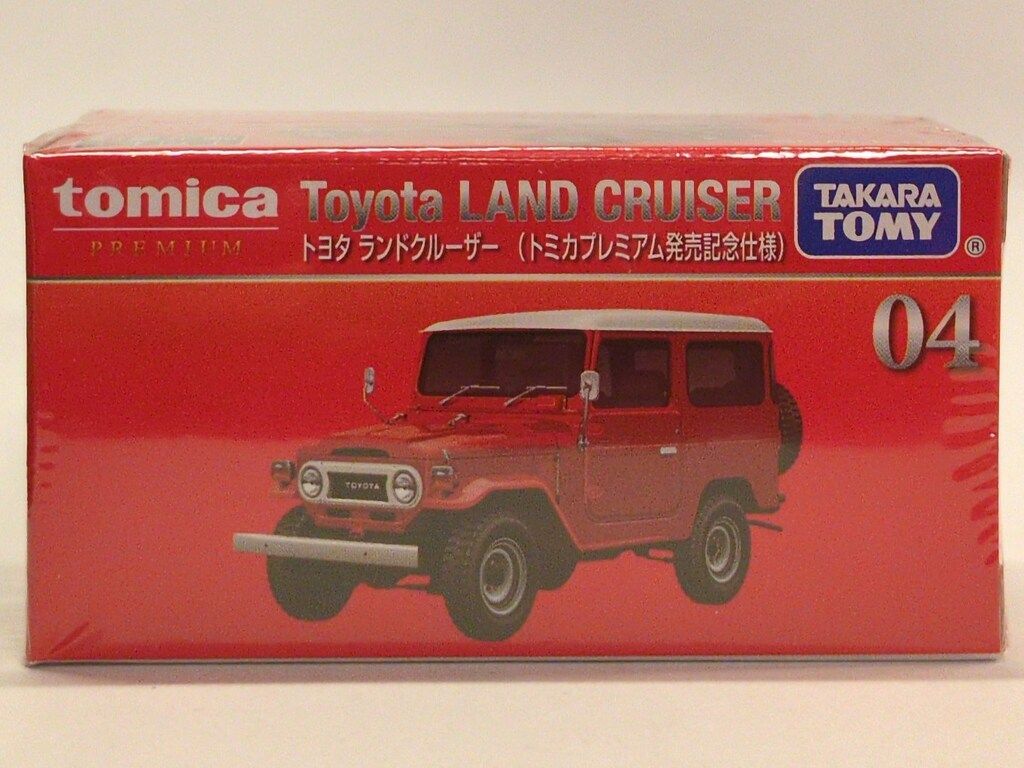 tomica
PREMIUM
Toyota LAND CRUISER
トヨタ ランドクルーザー (トミカプレミアム発売記念仕様)
TAKARA
TOMY
®
04
TOYOTA